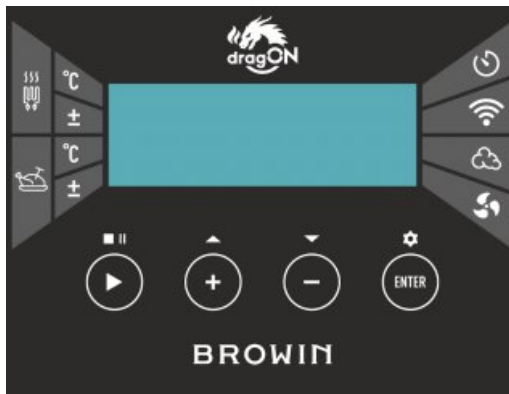 dragON
°C
±
°C
±
+
−
ENTER
BROWIN